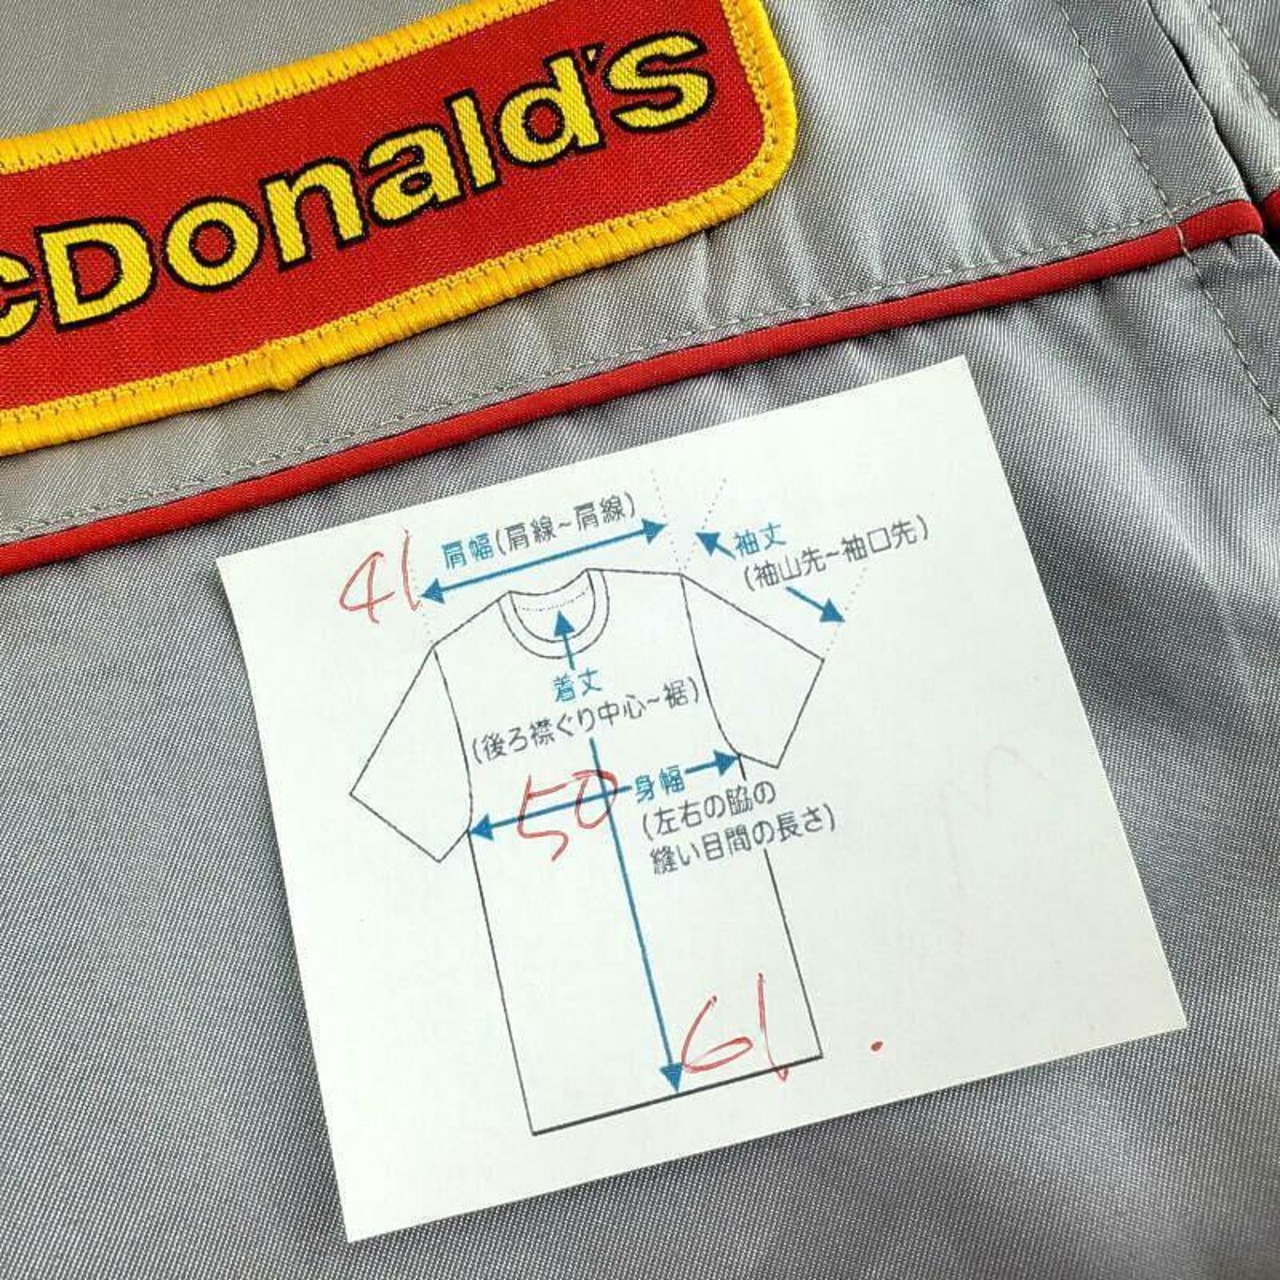 cDonald's
41
肩幅(肩線~肩線)
袖丈
(袖山先~袖口先)
着丈
(後ろ襟ぐり中心~裾)
50
身幅
(左右の脇の
縫い目間の長さ)
61